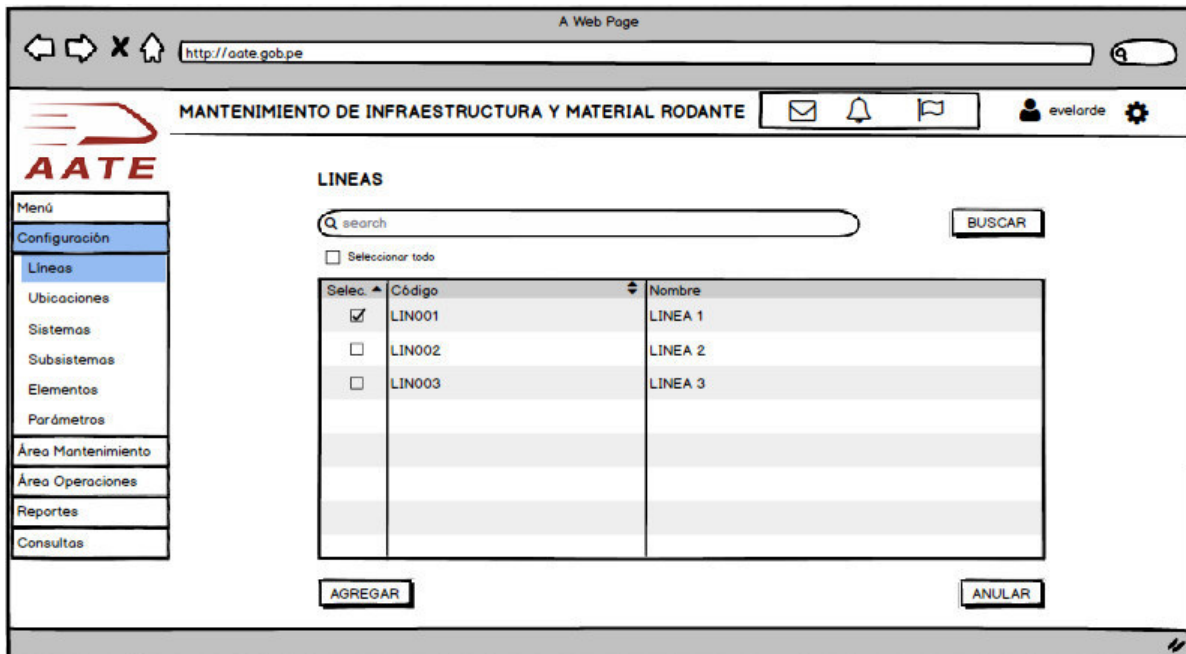 A Web Page
http://aate.gob.pe
MANTENIMIENTO DE INFRAESTRUCTURA Y MATERIAL RODANTE
evelarde
AATE
Menú
Configuración
Líneas
Ubicaciones
Sistemas
Subsistemas
Elementos
Parámetros
Área Mantenimiento
Área Operaciones
Reportes
Consultas
LINEAS
search
BUSCAR
Seleccionar todo
Selec. Código Nombre
LIN001 LINEA 1
LIN002 LINEA 2
LIN003 LINEA 3
AGREGAR
ANULAR